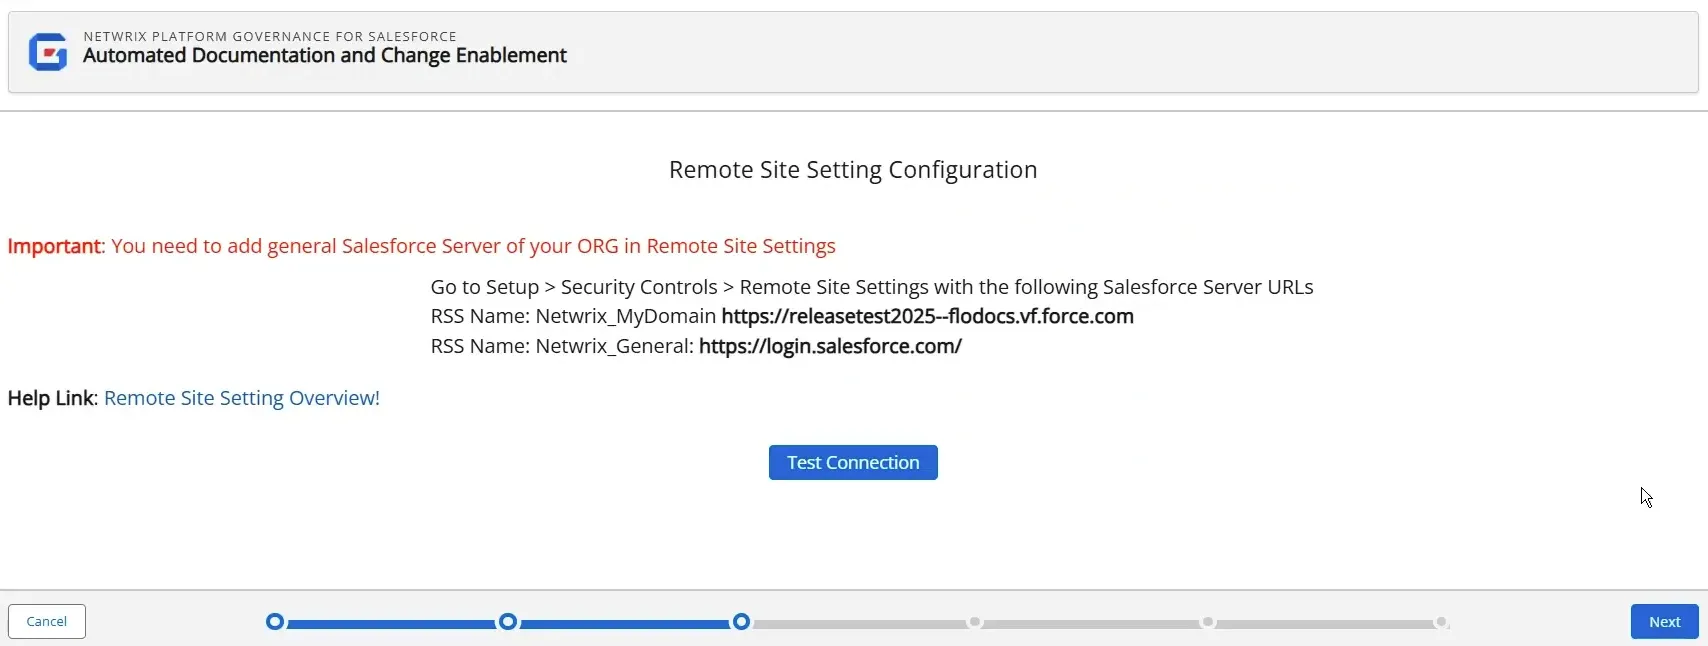 NETWRIX PLATFORM GOVERNANCE FOR SALESFORCE
Automated Documentation and Change Enablement
Remote Site Setting Configuration
Important: You need to add general Salesforce Server of your ORG in Remote Site Settings
Go to Setup > Security Controls > Remote Site Settings with the following Salesforce Server URLs
RSS Name: Netwrix_MyDomain https://releasetest2025--flodocs.vf.force.com
RSS Name: Netwrix_General: https://login.salesforce.com/
Help Link: Remote Site Setting Overview!
Test Connection
Cancel
Next